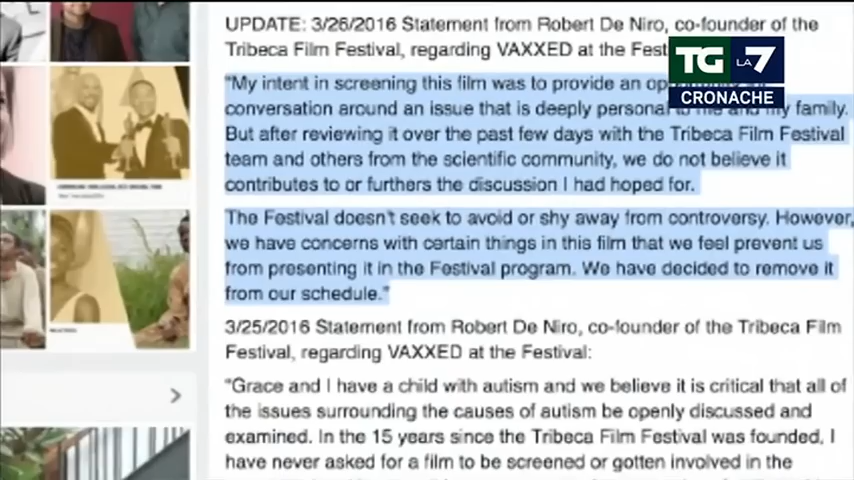 UPDATE: 3/26/2016 Statement from Robert De Niro, co-founder of the
Tribeca Film Festival, regarding VAXXED at the Fest
TG LA 7
CRONACHE
"My intent in screening this film was to provide an
conversation around an issue that is deeply personal to me and my family.
But after reviewing it over the past few days with the Tribeca Film Festival
team and others from the scientific community, we do not believe it
contributes to or furthers the discussion I had hoped for.
The Festival doesn't seek to avoid or shy away from controversy. However,
we have concerns with certain things in this film that we feel prevent us
from presenting it in the Festival program. We have decided to remove it
from our schedule."
3/25/2016 Statement from Robert De Niro, co-founder of the Tribeca Film
Festival, regarding VAXXED at the Festival:
"Grace and I have a child with autism and we believe it is critical that all of
the issues surrounding the causes of autism be openly discussed and
examined. In the 15 years since the Tribeca Film Festival was founded, I
have never asked for a film to be screened or gotten involved in the